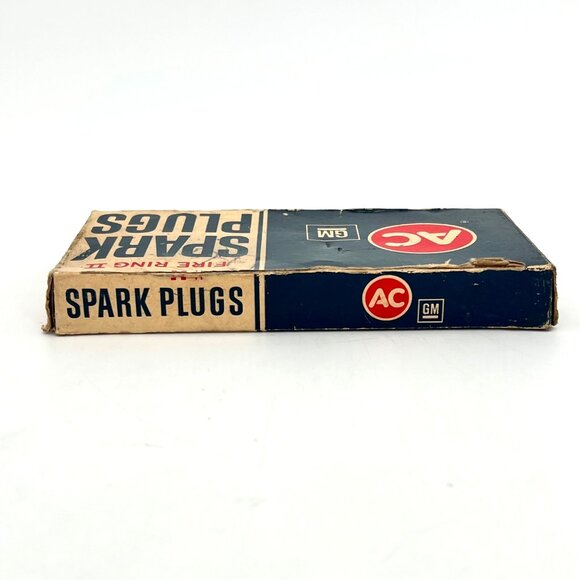 SPARK
PLUGS
FIRE RING II
GM
AC
®
SPARK PLUGS
AC
GM